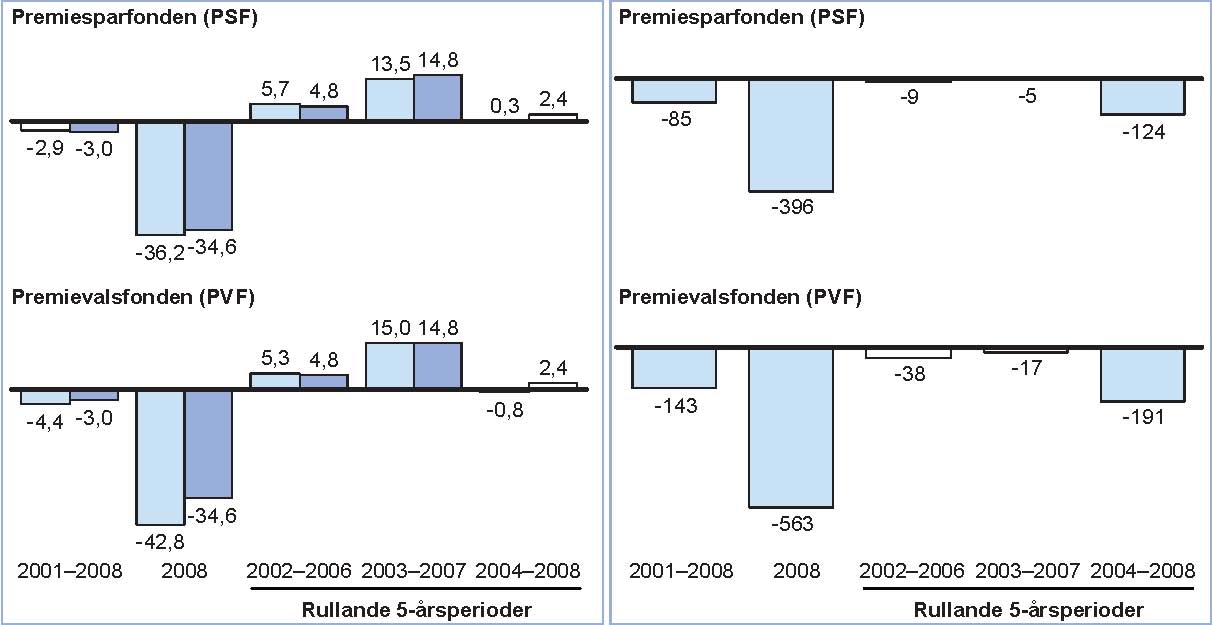 Premiesparfonden (PSF)
5,7 4,8 13,5 14,8 0,3 2,4
-2,9 -3,0
-36,2 -34,6
Premievalsfonden (PVF)
5,3 4,8 15,0 14,8 2,4
-4,4 -3,0 -0,8
-34,6
-42,8
2001–2008 2008 2002–2006 2003–2007 2004–2008
Rullande 5-årsperioder
Premiesparfonden (PSF)
-85 -9 -5 -124
-396
Premievalsfonden (PVF)
-143 -38 -17 -191
-563
2001–2008 2008 2002–2006 2003–2007 2004–2008
Rullande 5-årsperioder